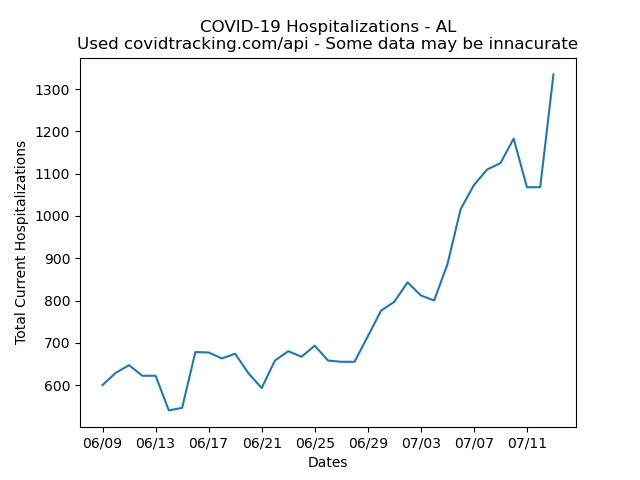 COVID-19 Hospitalizations - AL
Used covidtracking.com/api - Some data may be innacurate
Total Current Hospitalizations
1300
1200
1100
1000
900
800
700
600
06/09 06/13 06/17 06/21 06/25 06/29 07/03 07/07 07/11
Dates